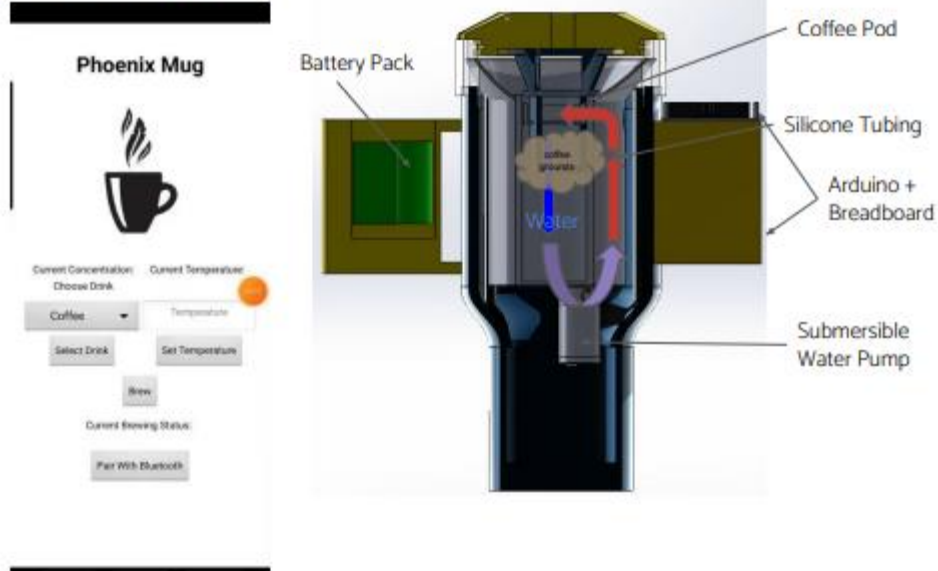 Phoenix Mug
Current Concentration
Current Temperature:
Choose Drink
Coffee
Temperature
Select Drink
Set Temperature
Brew
Current Brewing Status:
Pair With Bluetooth
Battery Pack
Coffee Pod
Silicone Tubing
Arduino +
Breadboard
Submersible
Water Pump
coffee
grounds
Water